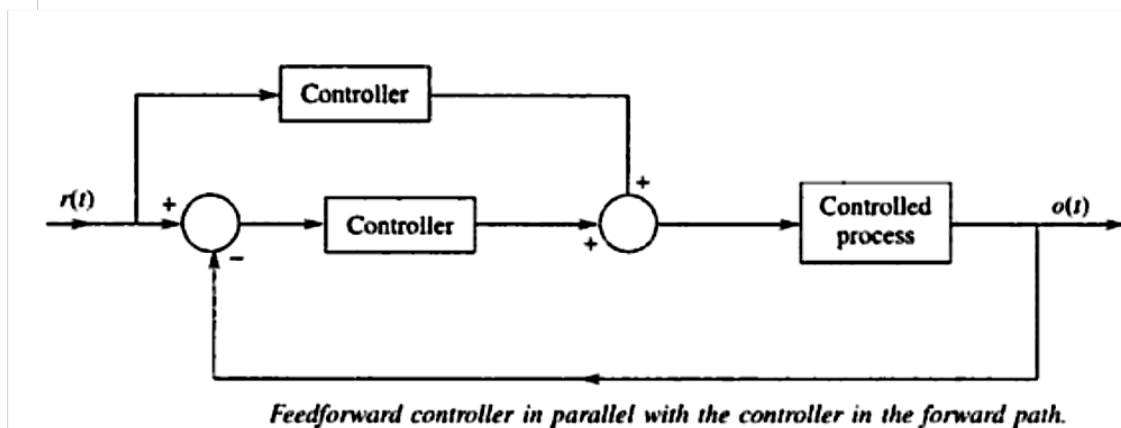 Controller
r(t)
+
+
Controller
+
Controlled
process
o(t)
−
Feedforward controller in parallel with the controller in the forward path.